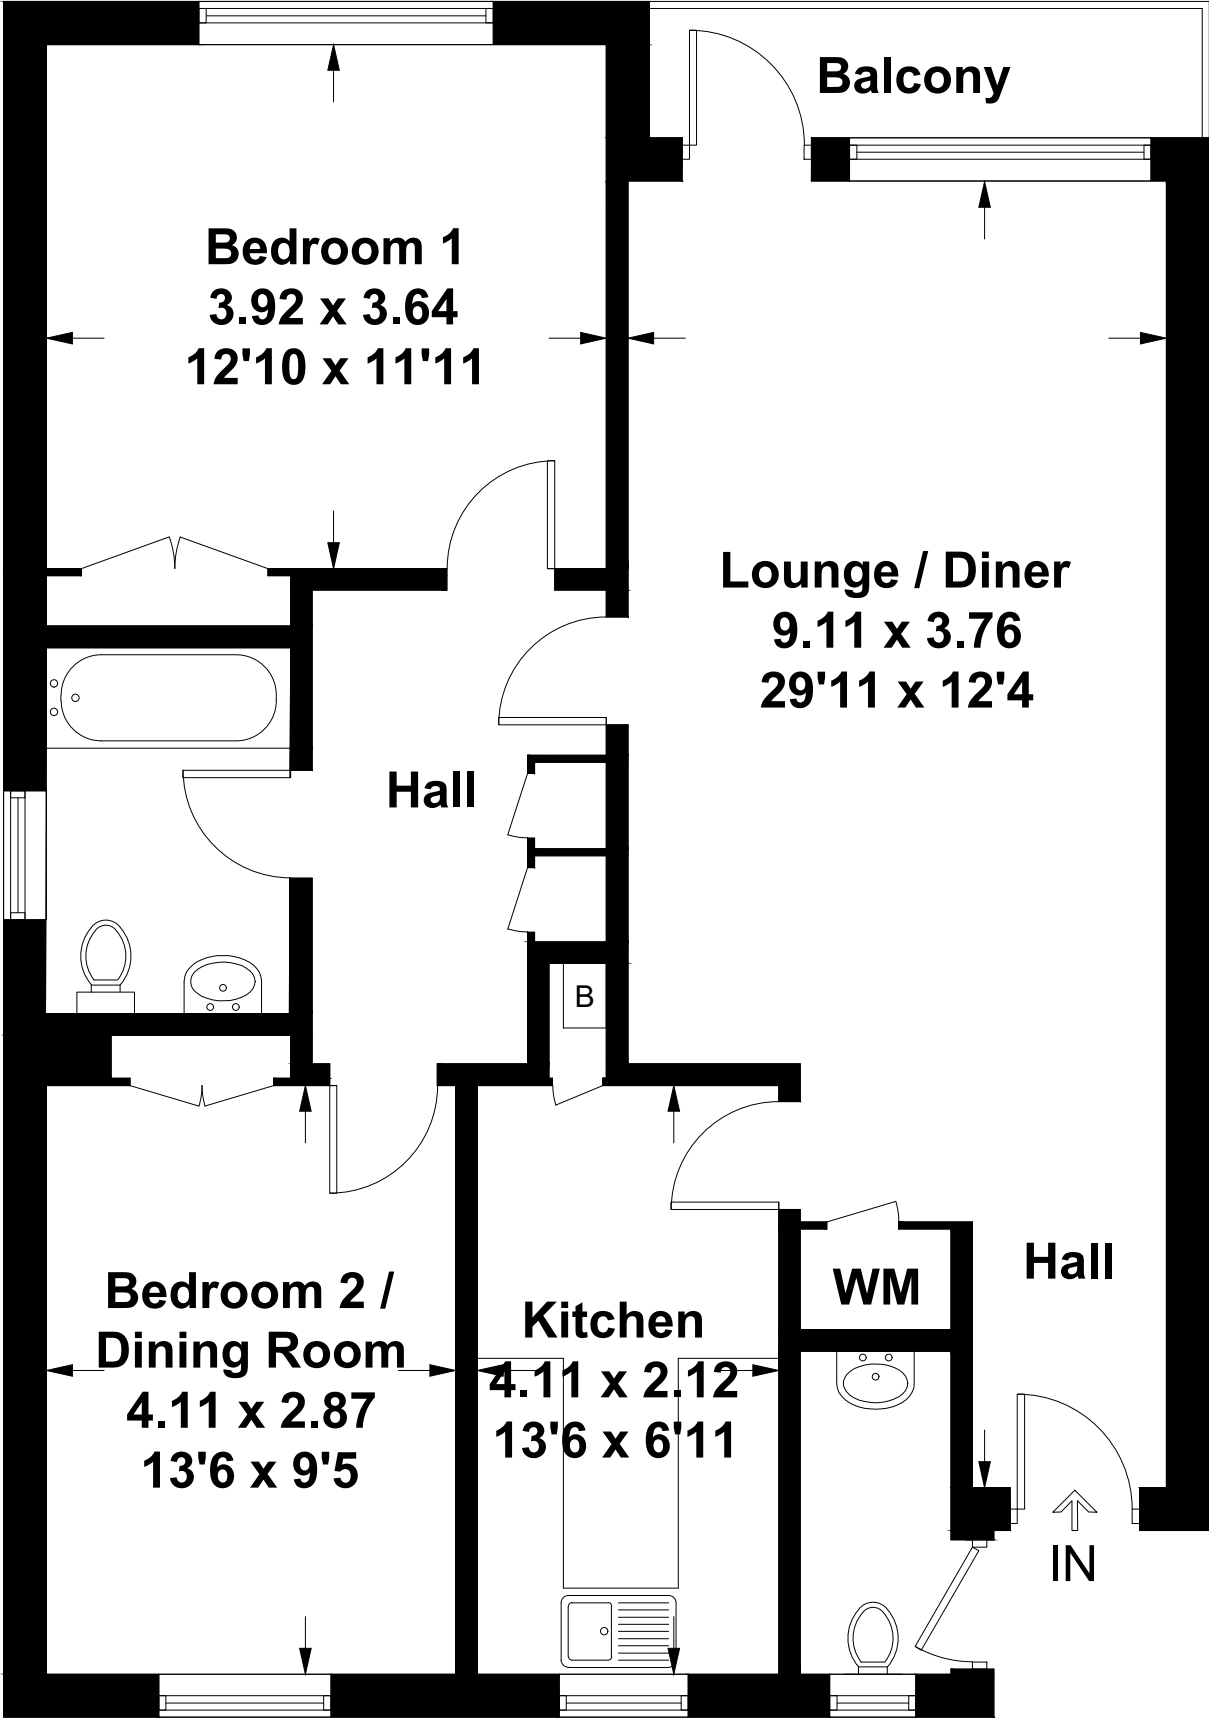 Balcony
Bedroom 1
3.92 x 3.64
12'10 x 11'11
Lounge / Diner
9.11 x 3.76
29'11 x 12'4
Hall
B
Hall
WM
Bedroom 2 /
Dining Room
4.11 x 2.87
13'6 x 9'5
Kitchen
4.11 x 2.12
13'6 x 6'11
IN